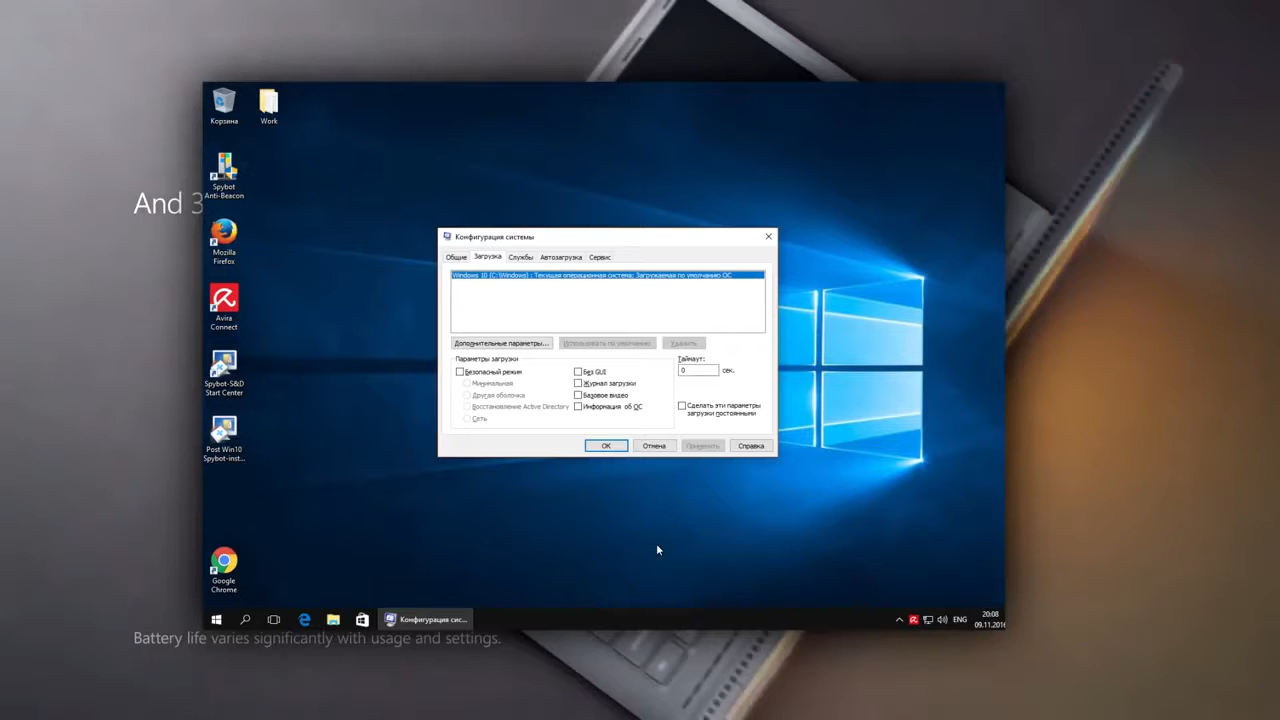 And 3
Корзина
Work
Spybot
Anti-Beacon
Mozilla
Firefox
Avira
Connect
Spybot-S&D
Start Center
Post Win10
Spybot-inst...
Google
Chrome
Конфигурация системы
Общие
Загрузка
Службы
Автозагрузка
Сервис
Windows 10 (C:\Windows) : Текущая операционная система; Загружаемая по умолчанию ОС
Дополнительные параметры...
Использовать по умолчанию
Удалить
Параметры загрузки
Таймаут:
Безопасный режим
Минимальная
Другая оболочка
Восстановление Active Directory
Сеть
Без GUI
Журнал загрузки
Базовое видео
Информация об ОС
0
сек.
Сделать эти параметры
загрузки постоянными
ОК
Отмена
Применить
Справка
Конфигурация сис...
ENG
20:08
09.11.2016
Battery life varies significantly with usage and settings.